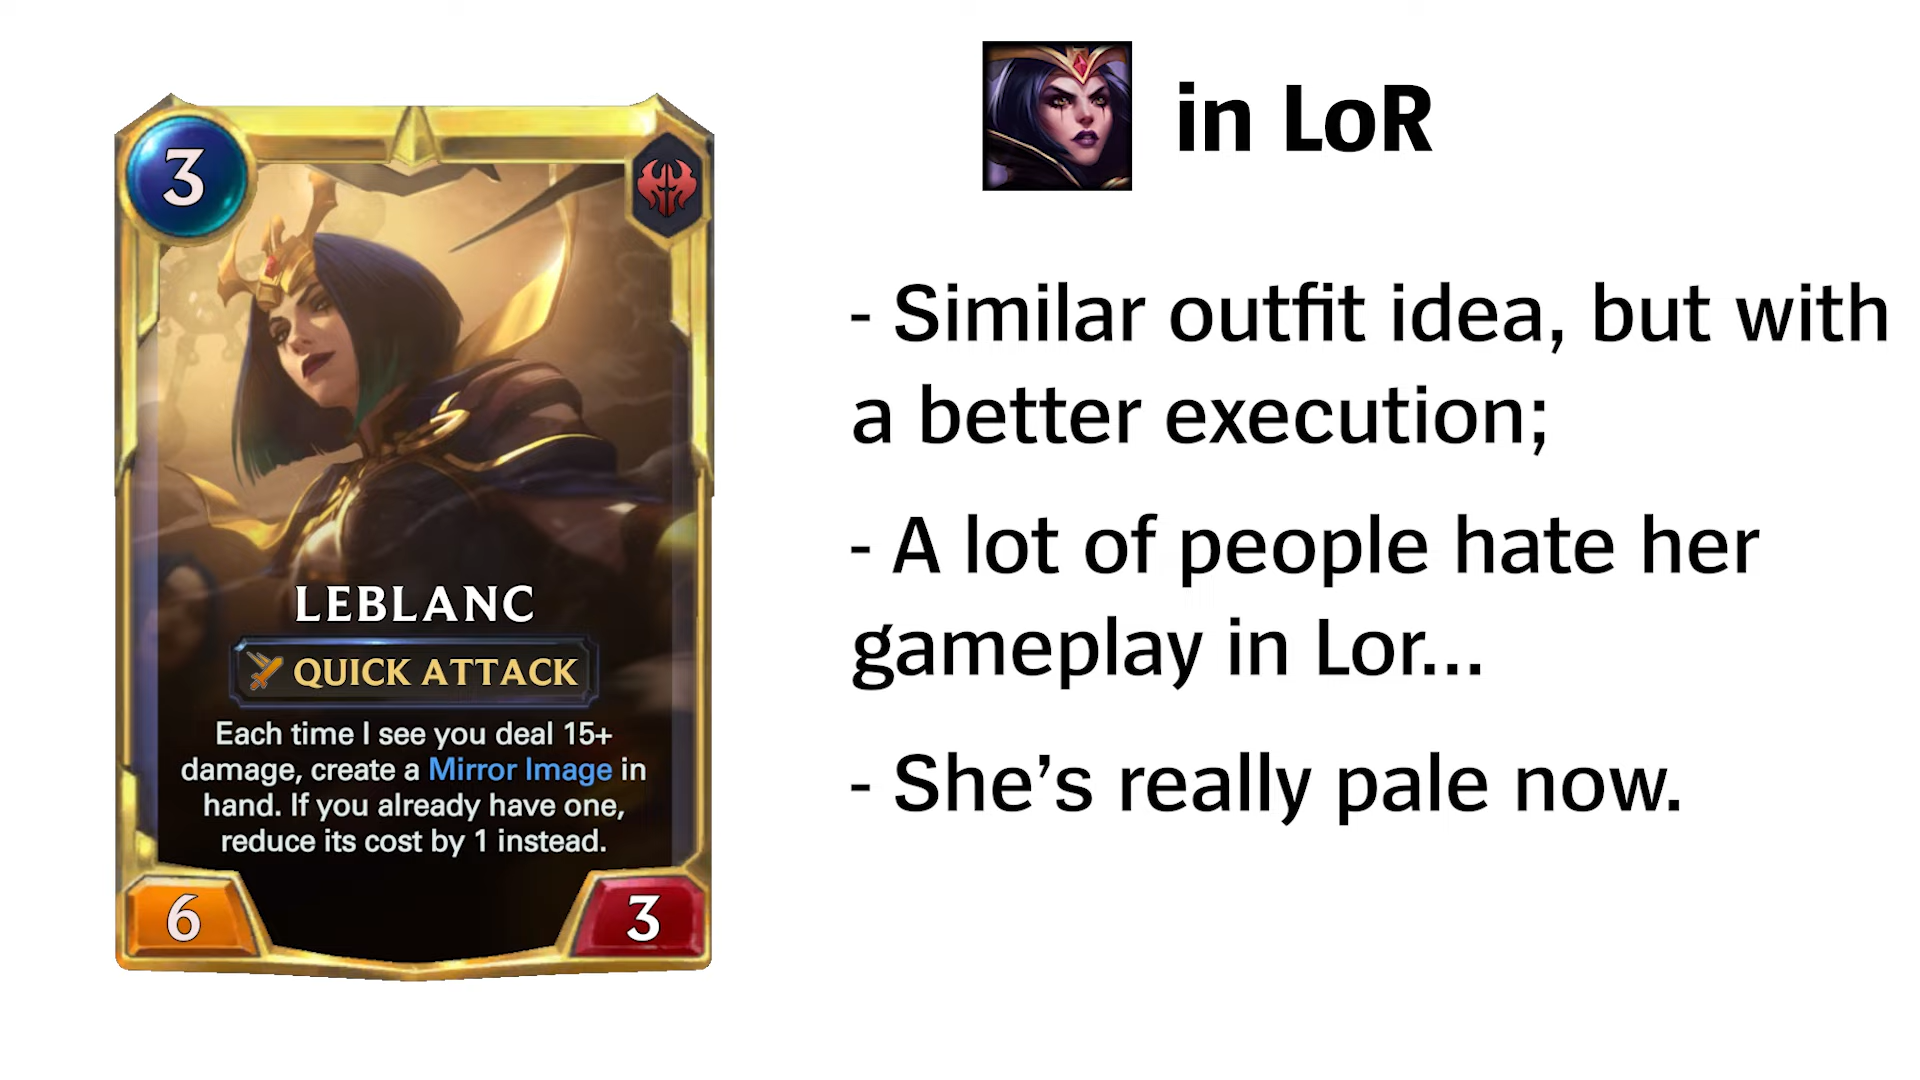 3
LEBLANC
QUICK ATTACK
Each time I see you deal 15+
damage, create a Mirror Image in
hand. If you already have one,
reduce its cost by 1 instead.
6
3
in LoR
- Similar outfit idea, but with
a better execution;
- A lot of people hate her
gameplay in Lor...
- She’s really pale now.